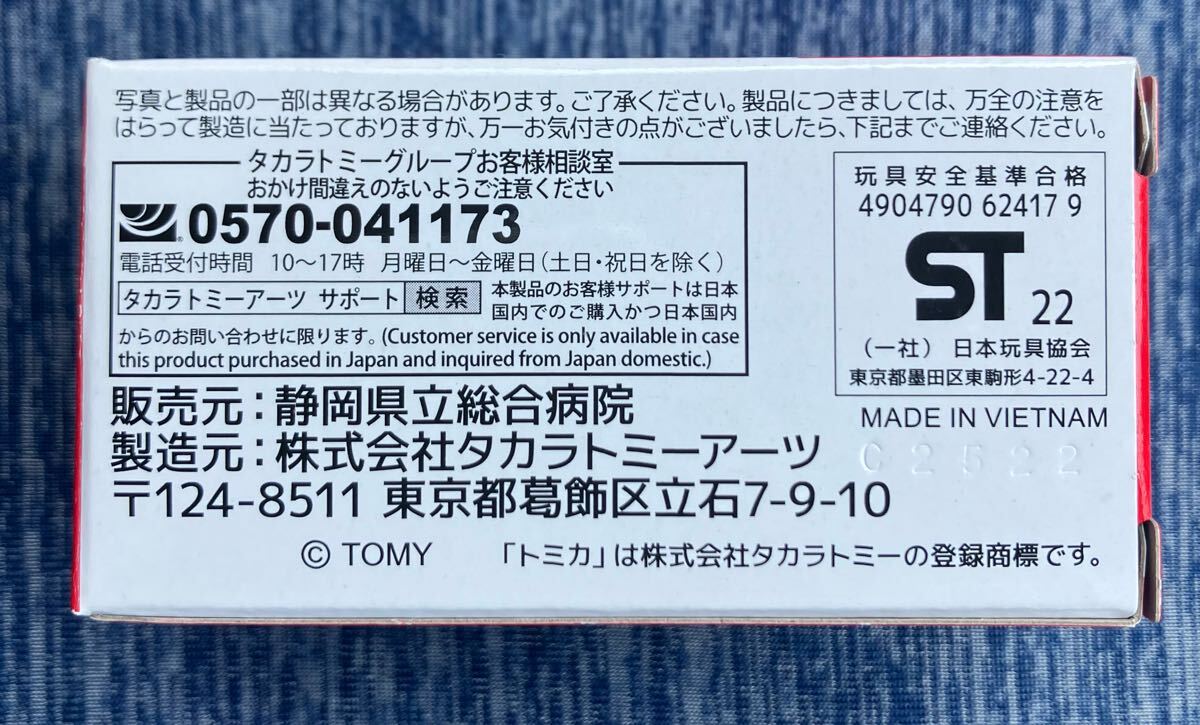 写真と製品の一部は異なる場合があります。ご了承ください。製品につきましては、万全の注意を
はらって製造に当たっておりますが、万一お気付きの点がございましたら、下記までご連絡ください。
タカラトミーグループお客様相談室
おかけ間違えのないようご注意ください
0570-041173
電話受付時間 10〜17時 月曜日〜金曜日(土日・祝日を除く)
タカラトミーアーツ サポート 検索
本製品のお客様サポートは日本
国内でのご購入かつ日本国内
からのお問い合わせに限ります。(Customer service is only available in case
this product purchased in Japan and inquired from Japan domestic.)
玩具安全基準合格
4904790 62417 9
ST 22
(一社) 日本玩具協会
東京都墨田区東駒形4-22-4
MADE IN VIETNAM
C2522
販売元:静岡県立総合病院
製造元:株式会社タカラトミーアーツ
〒124-8511 東京都葛飾区立石7-9-10
© TOMY 「トミカ」は株式会社タカラトミーの登録商標です。